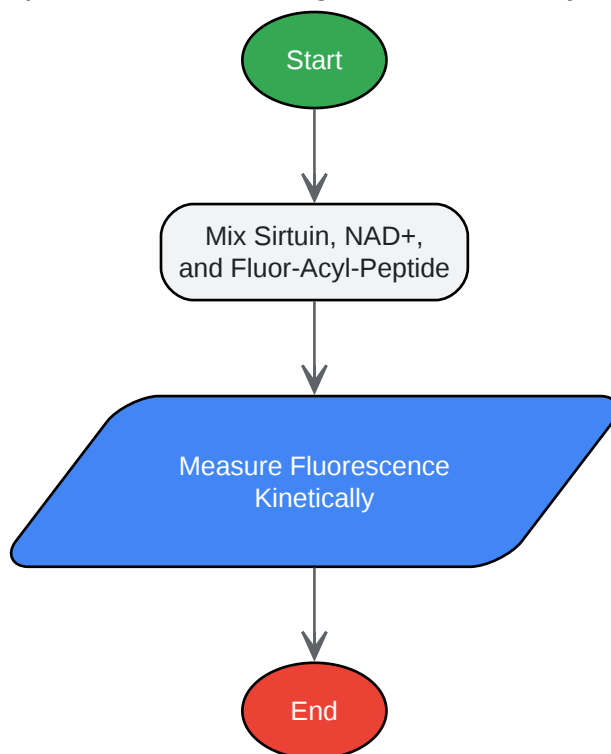 Start
Mix Sirtuin, NAD+,
and Fluor-Acyl-Peptide
Measure Fluorescence
Kinetically
End